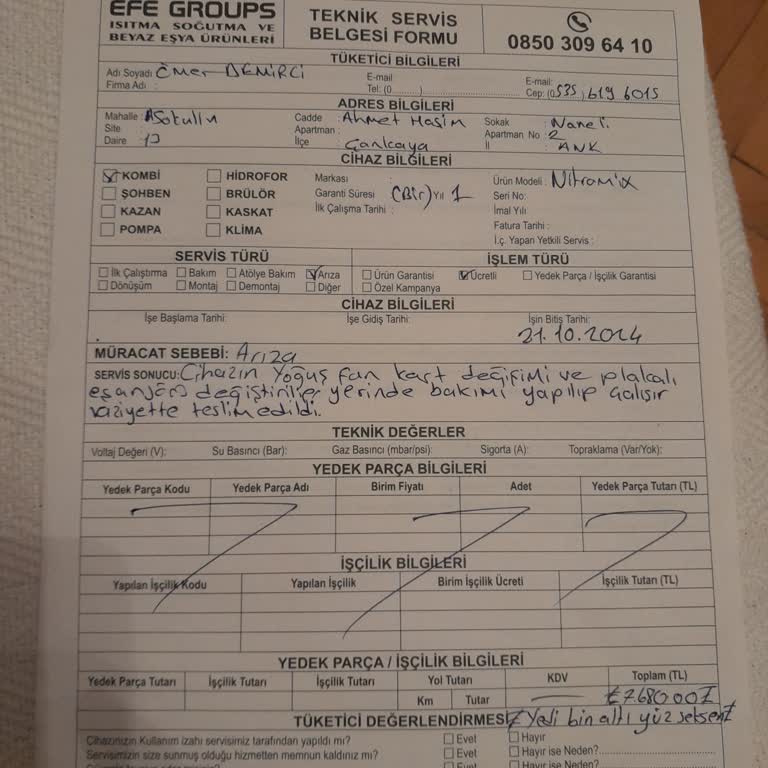 EFE GROUPS
ISITMA SOĞUTMA VE
BEYAZ EŞYA ÜRÜNLERİ
TEKNİK SERVİS
BELGESİ FORMU
0850 309 64 10
TÜKETİCİ BİLGİLERİ
Adı Soyadı : Ömer DEMİRCİ E-mail E-mail:
Firma Adı : Tel: (0..........).......... Cep: (0535) 619 6015
ADRES BİLGİLERİ
Mahalle : Sokullu Cadde : Ahmet Haşim Sokak : Naneli
Site : Apartman : Apartman No : 2
Daire : 13 İlçe : Çankaya İl : ANK
CİHAZ BİLGİLERİ
KOMBİ HİDROFOR Markası : Ürün Modeli : Nitromix
ŞOHBEN BRÜLÖR Garanti Süresi (Bir) Yıl 1 Seri No:
KAZAN KASKAT İlk Çalışma Tarihi : İmal Yılı
POMPA KLİMA Fatura Tarihi :
İ.ç. Yapan Yetkili Servis :
SERVİS TÜRÜ İŞLEM TÜRÜ
İlk Çalıştırma Bakım Atölye Bakım Arıza Ürün Garantisi Ücretli Yedek Parça / İşçilik Garantisi
Dönüşüm Montaj Demontaj Diğer Özel Kampanya
CİHAZ BİLGİLERİ
İşe Başlama Tarihi: İşe Gidiş Tarihi: İşin Bitiş Tarihi:
21.10.2024
MÜRACAT SEBEBİ: Arıza
SERVİS SONUCU: Cihazın Yoğuş fan kart değişimi ve plakalı
eşanjör değiştirilip yerinde bakımı yapılıp çalışır
vaziyette teslim edildi.
TEKNİK DEĞERLER
Voltaj Değeri (V): Su Basıncı (Bar): Gaz Basıncı (mbar/psi): Sigorta (A): Topraklama (Var/Yok):
YEDEK PARÇA BİLGİLERİ
Yedek Parça Kodu Yedek Parça Adı Birim Fiyatı Adet Yedek Parça Tutarı (TL)
İŞÇİLİK BİLGİLERİ
Yapılan İşçilik Kodu Yapılan İşçilik Birim İşçilik Ücreti İşçilik Tutarı (TL)
YEDEK PARÇA / İŞÇİLİK BİLGİLERİ
Yedek Parça Tutarı İşçilik Tutarı İşçilik Tutarı Yol Tutarı KDV Toplam (TL)
Km Tutar ₺7680.00₺
TÜKETİCİ DEĞERLENDİRMESİ Yedi bin altı yüz seksen
Cihazınızın Kullanım izahı servisimiz tarafından yapıldı mı? Evet Hayır
Servisimizin size sunmuş olduğu hizmetten memnun kaldınız mı? Evet Hayır ise Neden?
Evet Hayır ise Neden?